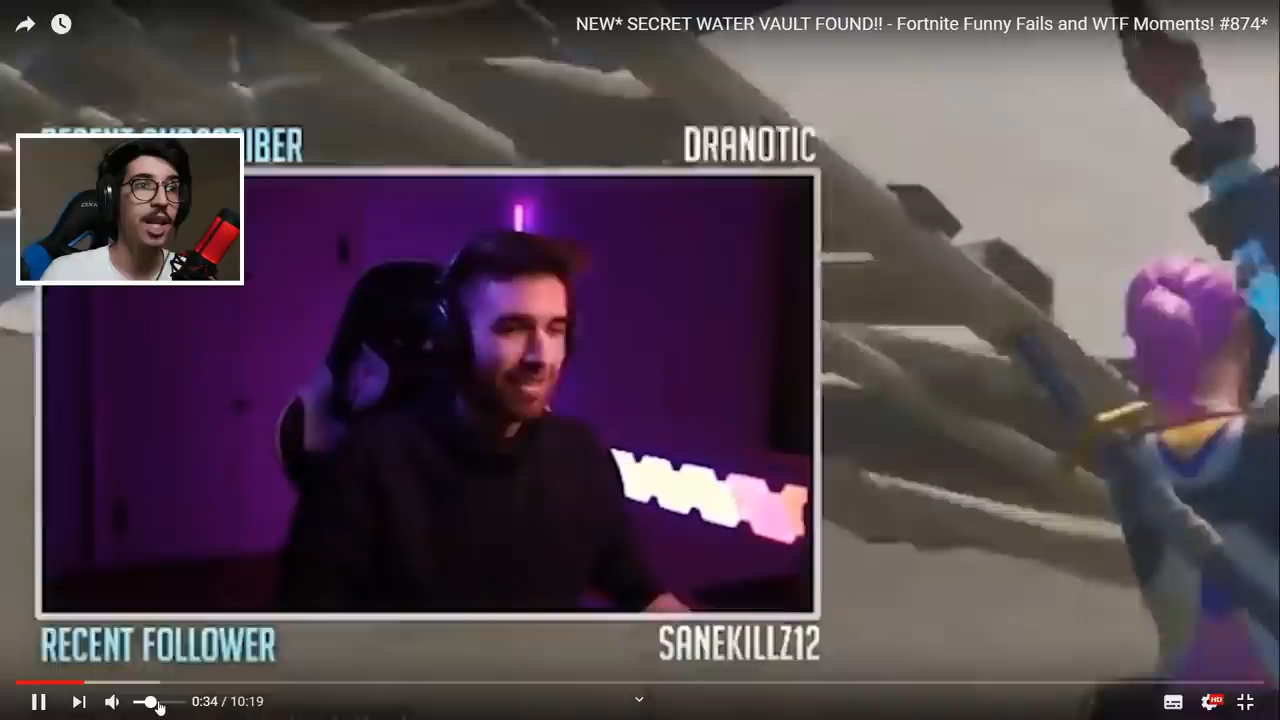 NEW* SECRET WATER VAULT FOUND!! - Fortnite Funny Fails and WTF Moments! #874*
DRANOTIC
RECENT FOLLOWER
SANEKILLZ12
0:34 / 10:19
HD